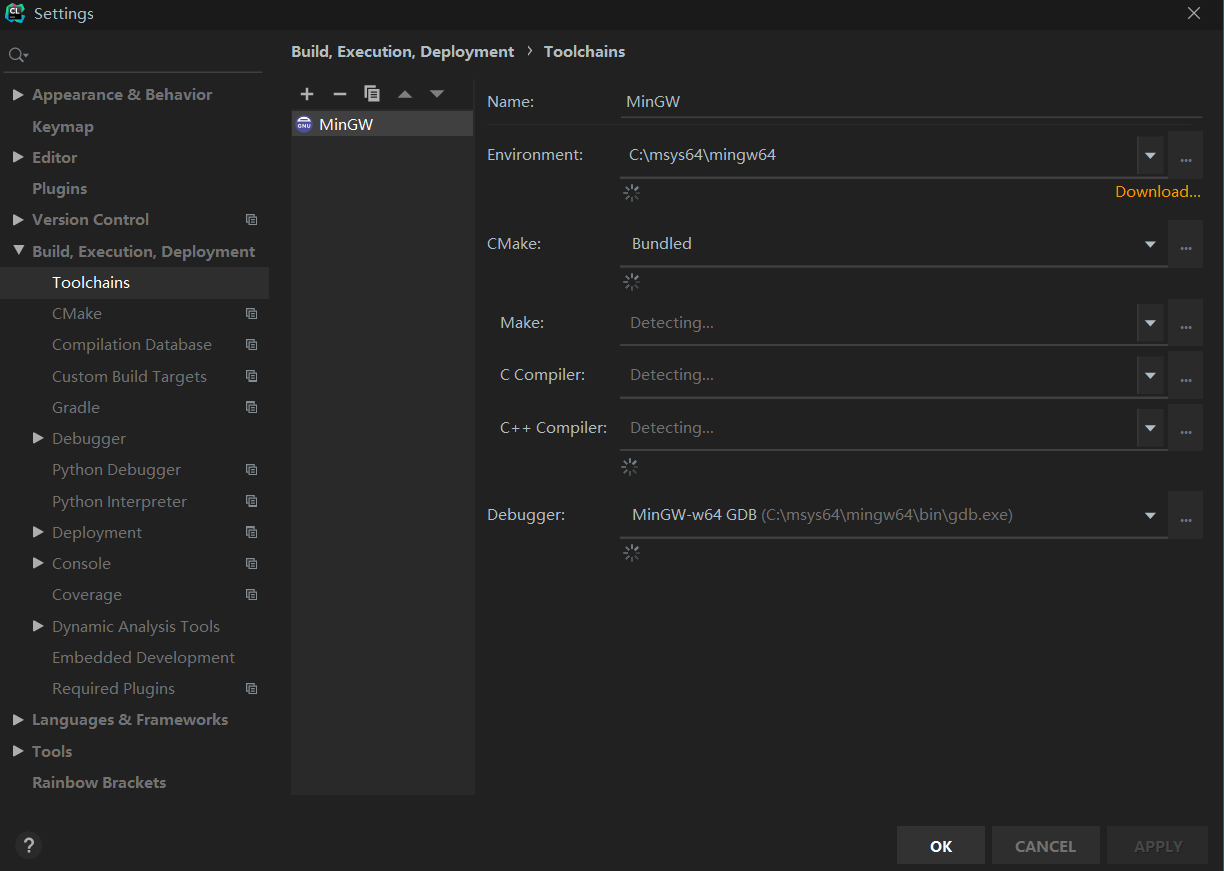 Settings
Build, Execution, Deployment › Toolchains
Appearance & Behavior
Keymap
Editor
Plugins
Version Control
Build, Execution, Deployment
Toolchains
CMake
Compilation Database
Custom Build Targets
Gradle
Debugger
Python Debugger
Python Interpreter
Deployment
Console
Coverage
Dynamic Analysis Tools
Embedded Development
Required Plugins
Languages & Frameworks
Tools
Rainbow Brackets
MinGW
Name: MinGW
Environment: C:\msys64\mingw64
...
Download...
CMake: Bundled
...
Make: Detecting...
...
C Compiler: Detecting...
...
C++ Compiler: Detecting...
...
Debugger: MinGW-w64 GDB (C:\msys64\mingw64\bin\gdb.exe)
...
? OK CANCEL APPLY